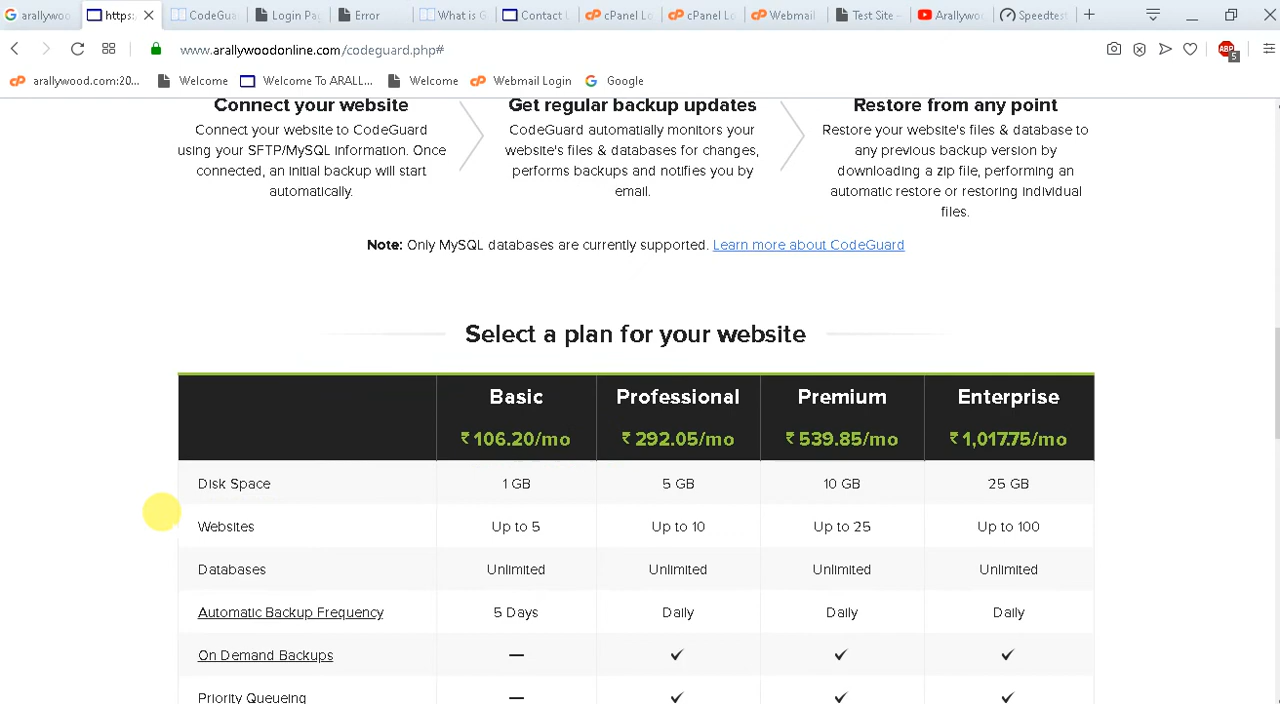 arallywoo
https:
CodeGua
Login Pa
Error
What is C
Contact U
cPanel Lo
cPanel Lo
Webmail
Test Site –
Arallywo
Speedtes
www.arallywoodonline.com/codeguard.php#
ABP
5
arallywood.com:20...
Welcome
Welcome To ARALL...
Welcome
Webmail Login
Google
Connect your website
Get regular backup updates
Restore from any point
Connect your website to CodeGuard
using your SFTP/MySQL information. Once
connected, an initial backup will start
automatically.
CodeGuard automatially monitors your
website's files & databases for changes,
performs backups and notifies you by
email.
Restore your website's files & database to
any previous backup version by
downloading a zip file, performing an
automatic restore or restoring individual
files.
Note: Only MySQL databases are currently supported. Learn more about CodeGuard
Select a plan for your website
Basic Professional Premium Enterprise
₹106.20/mo ₹292.05/mo ₹539.85/mo ₹1,017.75/mo
Disk Space 1 GB 5 GB 10 GB 25 GB
Websites Up to 5 Up to 10 Up to 25 Up to 100
Databases Unlimited Unlimited Unlimited Unlimited
Automatic Backup Frequency 5 Days Daily Daily Daily
On Demand Backups — ✓ ✓ ✓
Priority Queueing — ✓ ✓ ✓